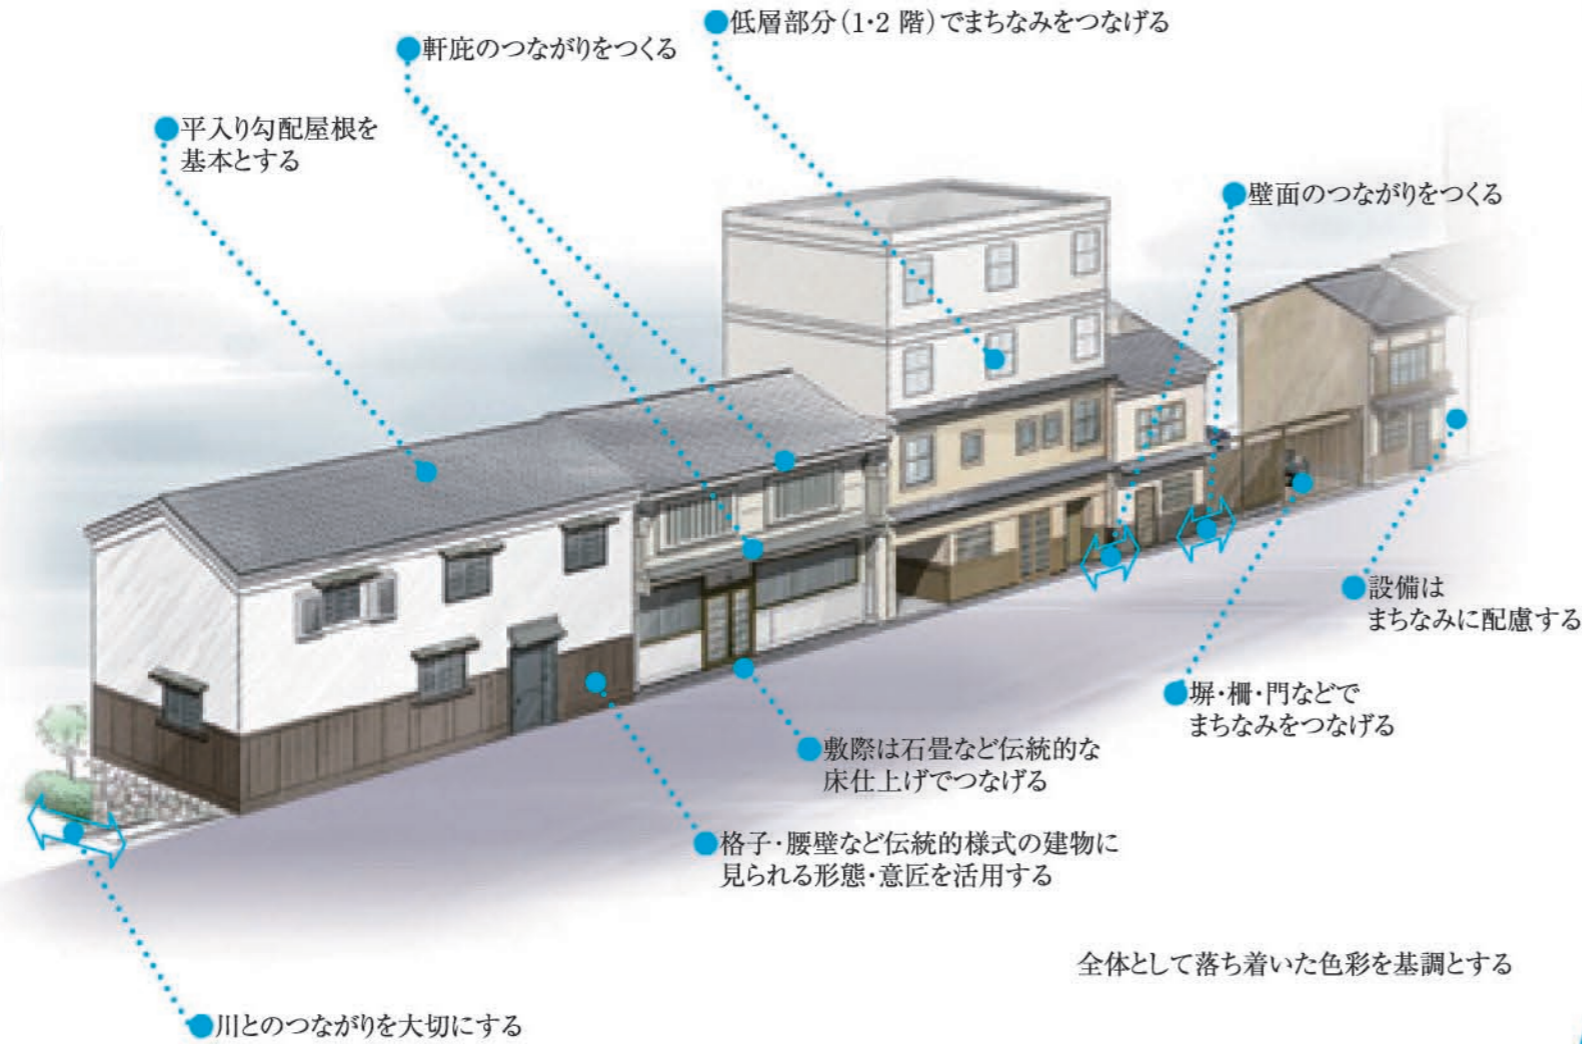 低層部分(1・2 階)でまちなみをつなげる
軒庇のつながりをつくる
平入り勾配屋根を
基本とする
壁面のつながりをつくる
設備は
まちなみに配慮する
塀・柵・門などで
まちなみをつなげる
敷際は石畳など伝統的な
床仕上げでつなげる
格子・腰壁など伝統的様式の建物に
見られる形態・意匠を活用する
全体として落ち着いた色彩を基調とする
川とのつながりを大切にする